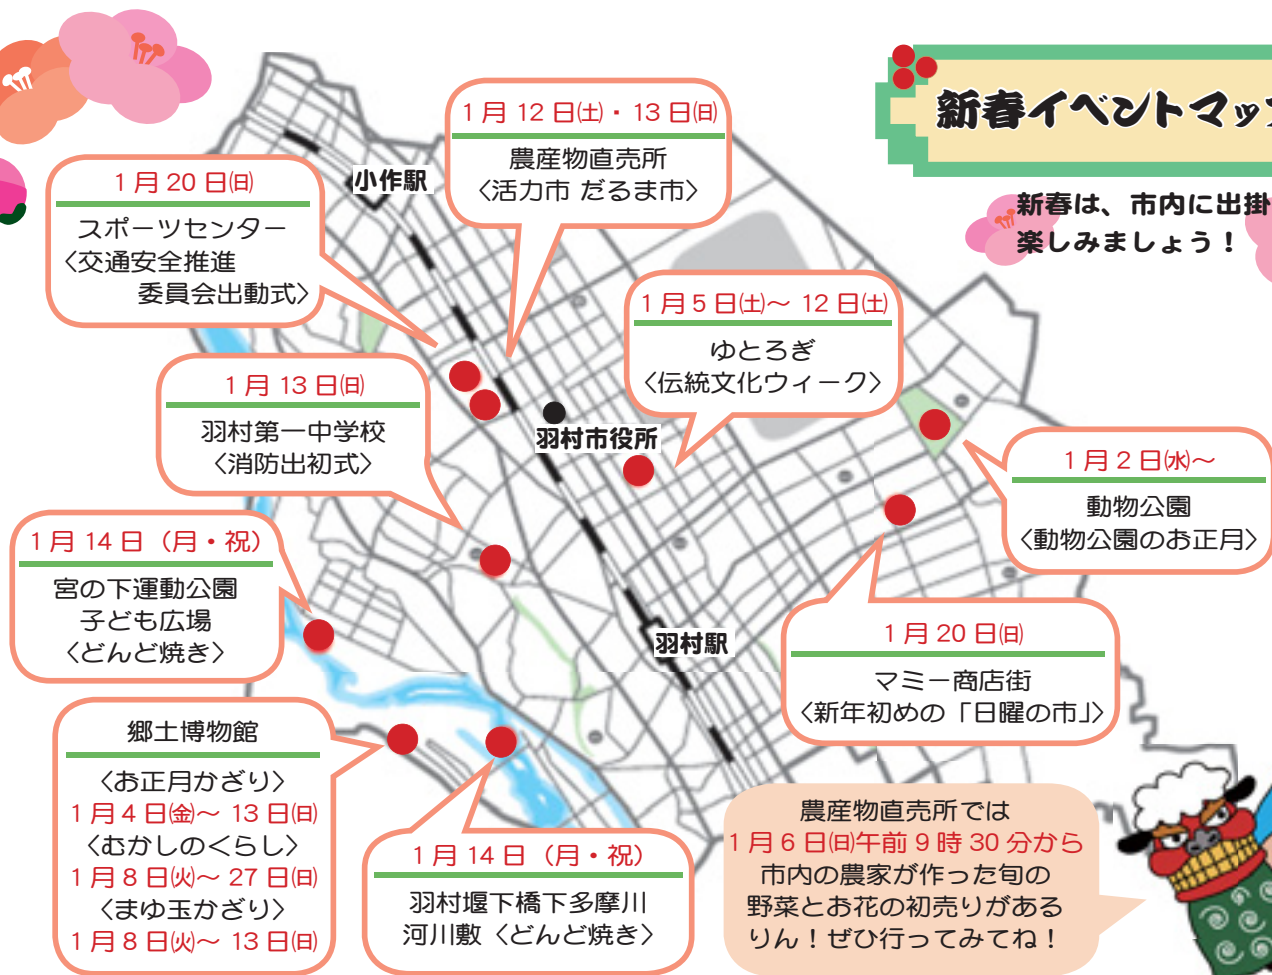 新春イベントマップ
新春は、市内に出掛
楽しみましょう！
1月12日㈯・13日㈰
農産物直売所
〈活力市 だるま市〉
小作駅
1月20日㈰
スポーツセンター
〈交通安全推進
委員会出動式〉
1月5日㈯～12日㈯
ゆとろぎ
〈伝統文化ウィーク〉
1月13日㈰
羽村第一中学校
〈消防出初式〉
羽村市役所
1月2日㈬～
動物公園
〈動物公園のお正月〉
1月14日（月・祝）
宮の下運動公園
子ども広場
〈どんど焼き〉
羽村駅
1月20日㈰
マミー商店街
〈新年初めの「日曜の市」〉
郷土博物館
〈お正月かざり〉
1月4日㈮～13日㈰
〈むかしのくらし〉
1月8日㈫～27日㈰
〈まゆ玉かざり〉
1月8日㈫～13日㈰
1月14日（月・祝）
羽村堰下橋下多摩川
河川敷〈どんど焼き〉
農産物直売所では
1月6日㈰午前9時30分から
市内の農家が作った旬の
野菜とお花の初売りがある
りん！ぜひ行ってみてね！